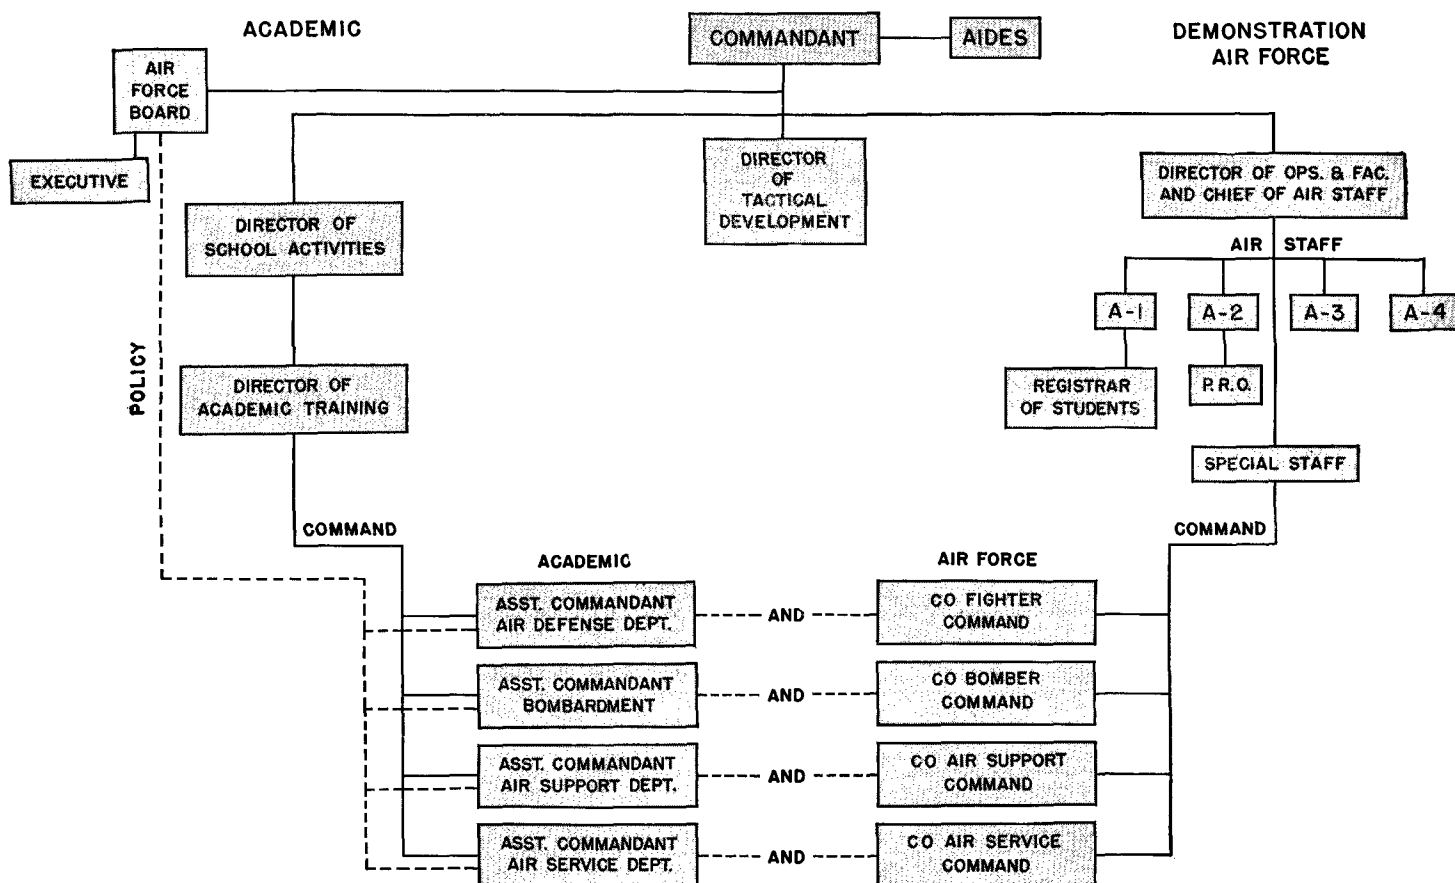 ACADEMIC
COMMANDANT
AIDES
DEMONSTRATION
AIR FORCE
AIR
FORCE
BOARD
EXECUTIVE
DIRECTOR
OF
TACTICAL
DEVELOPMENT
DIRECTOR OF OPS. & FAC.
AND CHIEF OF AIR STAFF
DIRECTOR OF
SCHOOL ACTIVITIES
AIR STAFF
A-1
A-2
A-3
A-4
POLICY
DIRECTOR OF
ACADEMIC TRAINING
REGISTRAR
OF STUDENTS
P.R.O.
SPECIAL STAFF
COMMAND
COMMAND
ACADEMIC
AIR FORCE
ASST. COMMANDANT
AIR DEFENSE DEPT.
AND
CO FIGHTER
COMMAND
ASST. COMMANDANT
BOMBARDMENT
AND
CO BOMBER
COMMAND
ASST. COMMANDANT
AIR SUPPORT DEPT.
AND
CO AIR SUPPORT
COMMAND
ASST. COMMANDANT
AIR SERVICE DEPT.
AND
CO AIR SERVICE
COMMAND